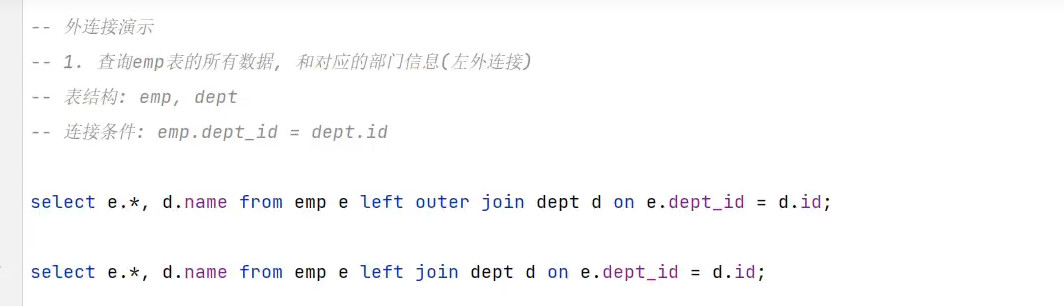 -- 外连接演示
-- 1. 查询emp表的所有数据, 和对应的部门信息(左外连接)
-- 表结构: emp, dept
-- 连接条件: emp.dept_id = dept.id
select e.*, d.name from emp e left outer join dept d on e.dept_id = d.id;
select e.*, d.name from emp e left join dept d on e.dept_id = d.id;